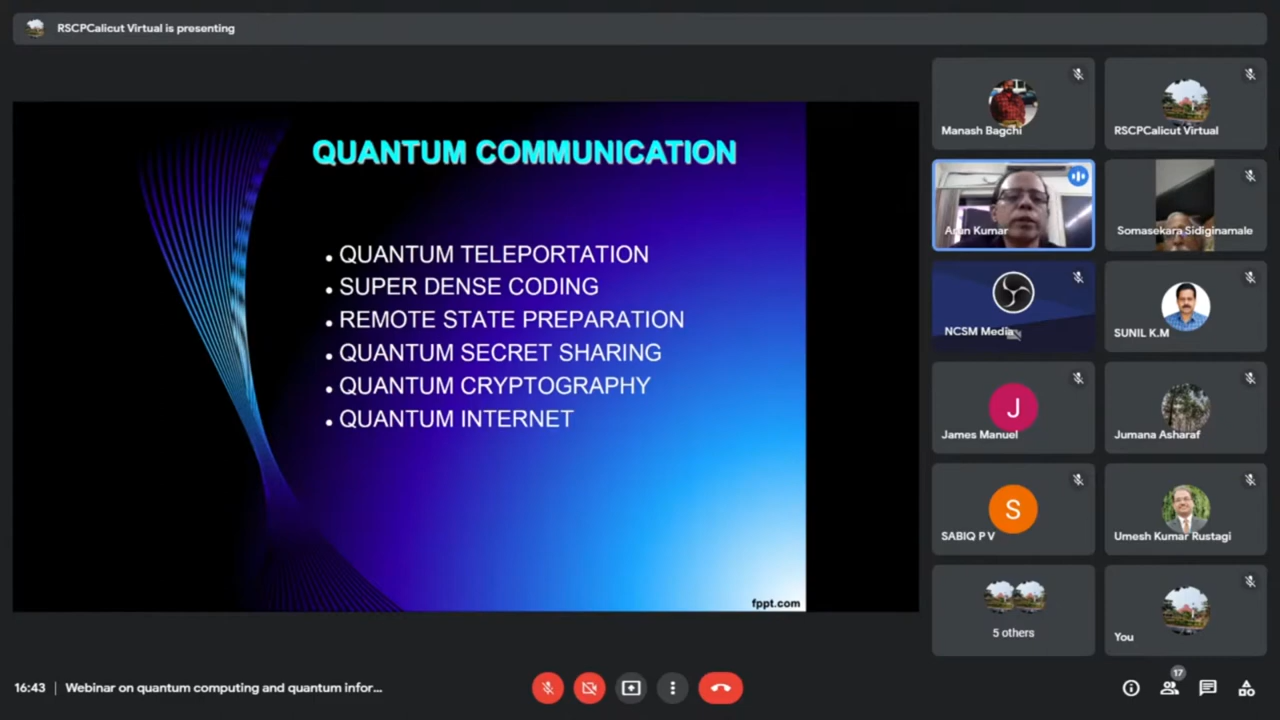 RSCPCalicut Virtual is presenting
QUANTUM COMMUNICATION
• QUANTUM TELEPORTATION
• SUPER DENSE CODING
• REMOTE STATE PREPARATION
• QUANTUM SECRET SHARING
• QUANTUM CRYPTOGRAPHY
• QUANTUM INTERNET
fppt.com
Manash Bagchi
RSCPCalicut Virtual
Arun Kumar
Somasekara Sidiginamale
NCSM Media
SUNIL K.M
J
James Manuel
Jumana Asharaf
S
SABIQ P V
Umesh Kumar Rustagi
5 others
You
16:43 | Webinar on quantum computing and quantum infor...
17